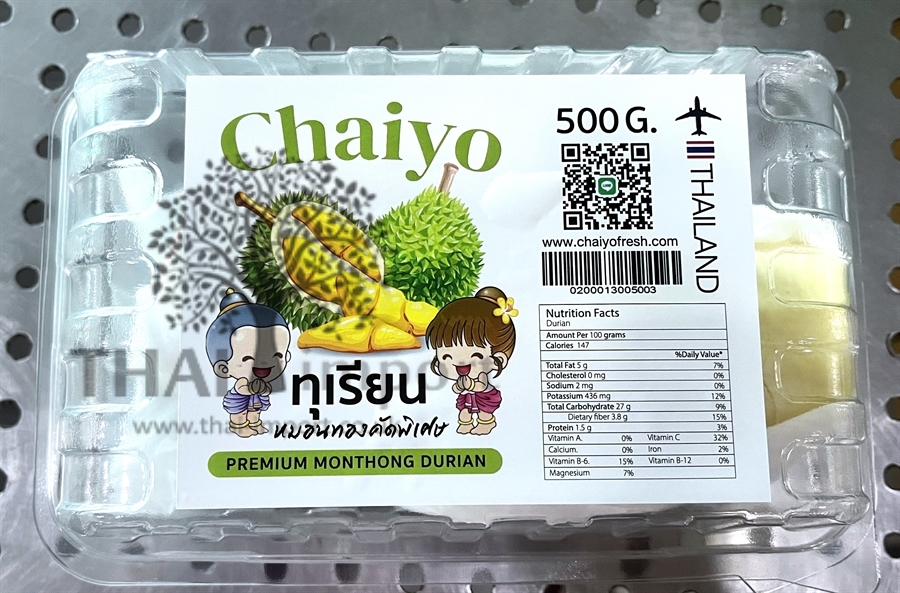 Chaiyo
500 G.
THAILAND
www.chaiyofresh.com
0200013005003
Nutrition Facts
Durian
Amount Per 100 grams
Calories 147
%Daily Value*
Total Fat 5 g 7%
Cholesterol 0 mg 0%
Sodium 2 mg 0%
Potassium 436 mg 12%
Total Carbohydrate 27 g 9%
Dietary fiber 3.8 g 15%
Protein 1.5 g 3%
Vitamin A. 0% Vitamin C 32%
Calcium. 0% Iron 2%
Vitamin B-6. 15% Vitamin B-12 0%
Magnesium 7%
ทุเรียน
หมอนทองคัดพิเศษ
PREMIUM MONTHONG DURIAN